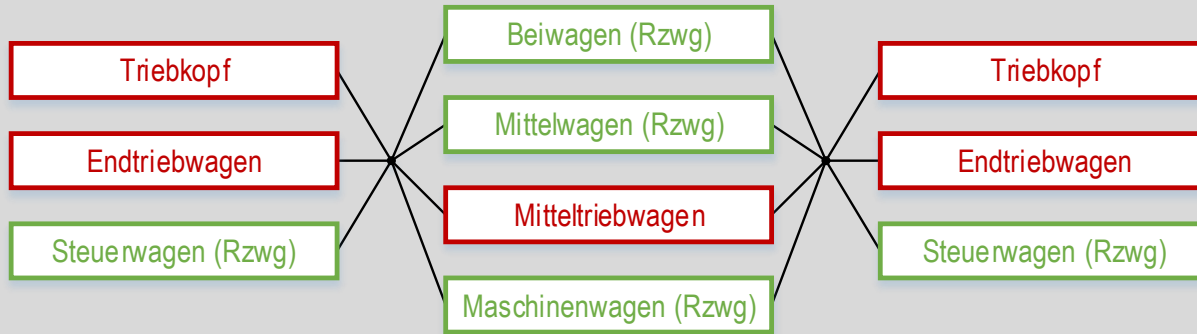 Triebkopf
Endtriebwagen
Steuerwagen (Rzwg)
Beiwagen (Rzwg)
Mittelwagen (Rzwg)
Mitteltriebwagen
Maschinenwagen (Rzwg)
Triebkopf
Endtriebwagen
Steuerwagen (Rzwg)